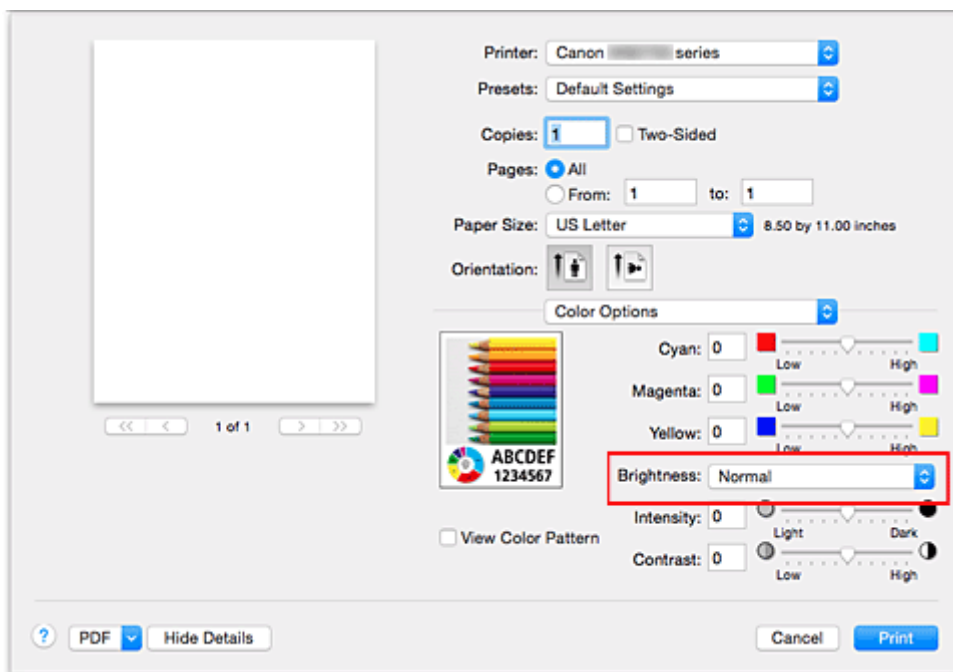 Printer: Canon series
Presets: Default Settings
Copies: 1 Two-Sided
Pages: All
From: 1 to: 1
Paper Size: US Letter 8.50 by 11.00 inches
Orientation:
Color Options
Cyan: 0
Low High
Magenta: 0
Low High
Yellow: 0
Low High
ABCDEF
1234567
Brightness: Normal
Intensity: 0
Light Dark
View Color Pattern
Contrast: 0
Low High
<< < 1 of 1 > >>
? PDF Hide Details Cancel Print